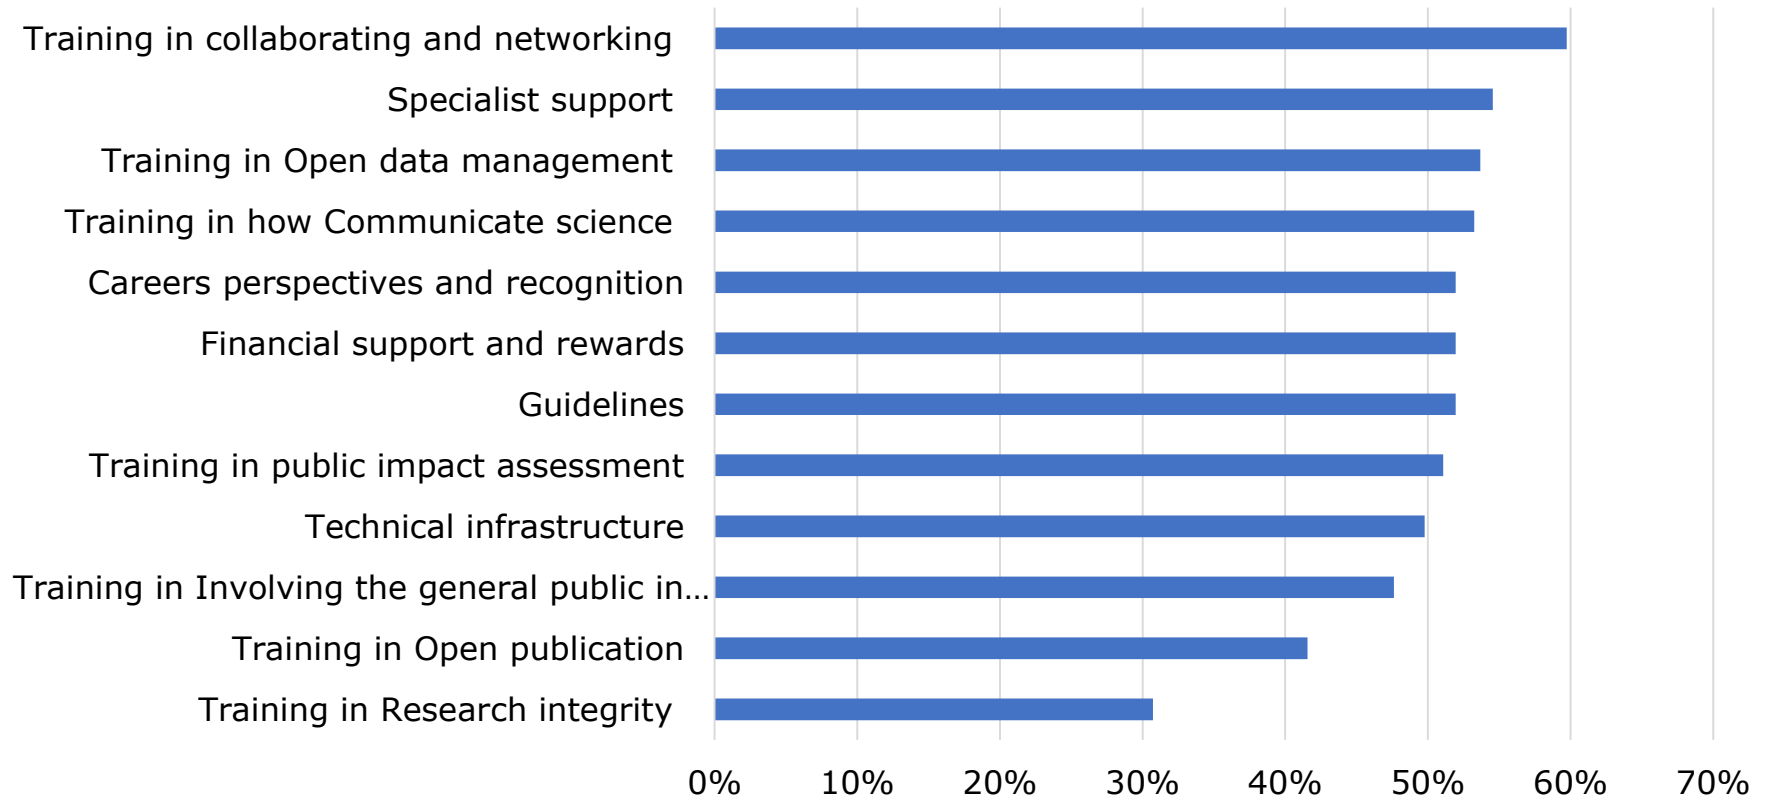 Training in collaborating and networking
Specialist support
Training in Open data management
Training in how Communicate science
Careers perspectives and recognition
Financial support and rewards
Guidelines
Training in public impact assessment
Technical infrastructure
Training in Involving the general public in…
Training in Open publication
Training in Research integrity
0% 10% 20% 30% 40% 50% 60% 70%